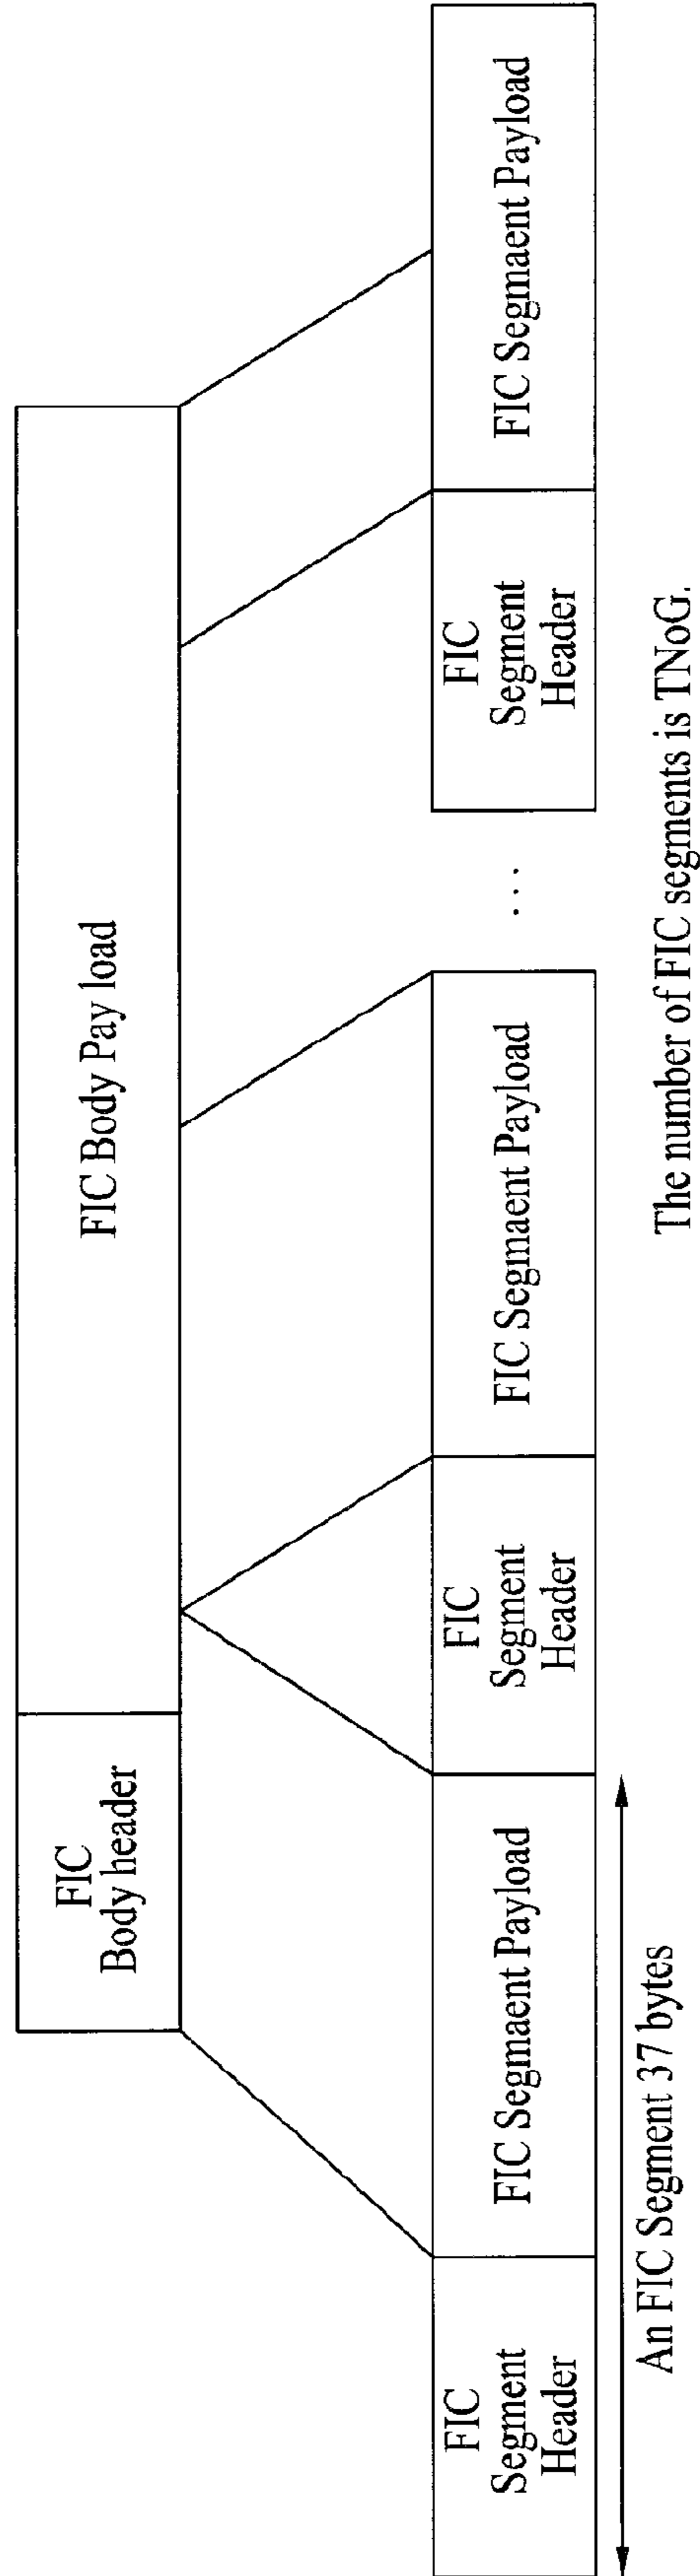 FIC
Body header
FIC Body Pay load
FIC
Segment
Header
FIC Segmaent Payload
FIC
Segment
Header
FIC Segmaent Payload
...
FIC
Segment
Header
FIC Segmaent Payload
An FIC Segment 37 bytes
The number of FIC segments is TNoG.